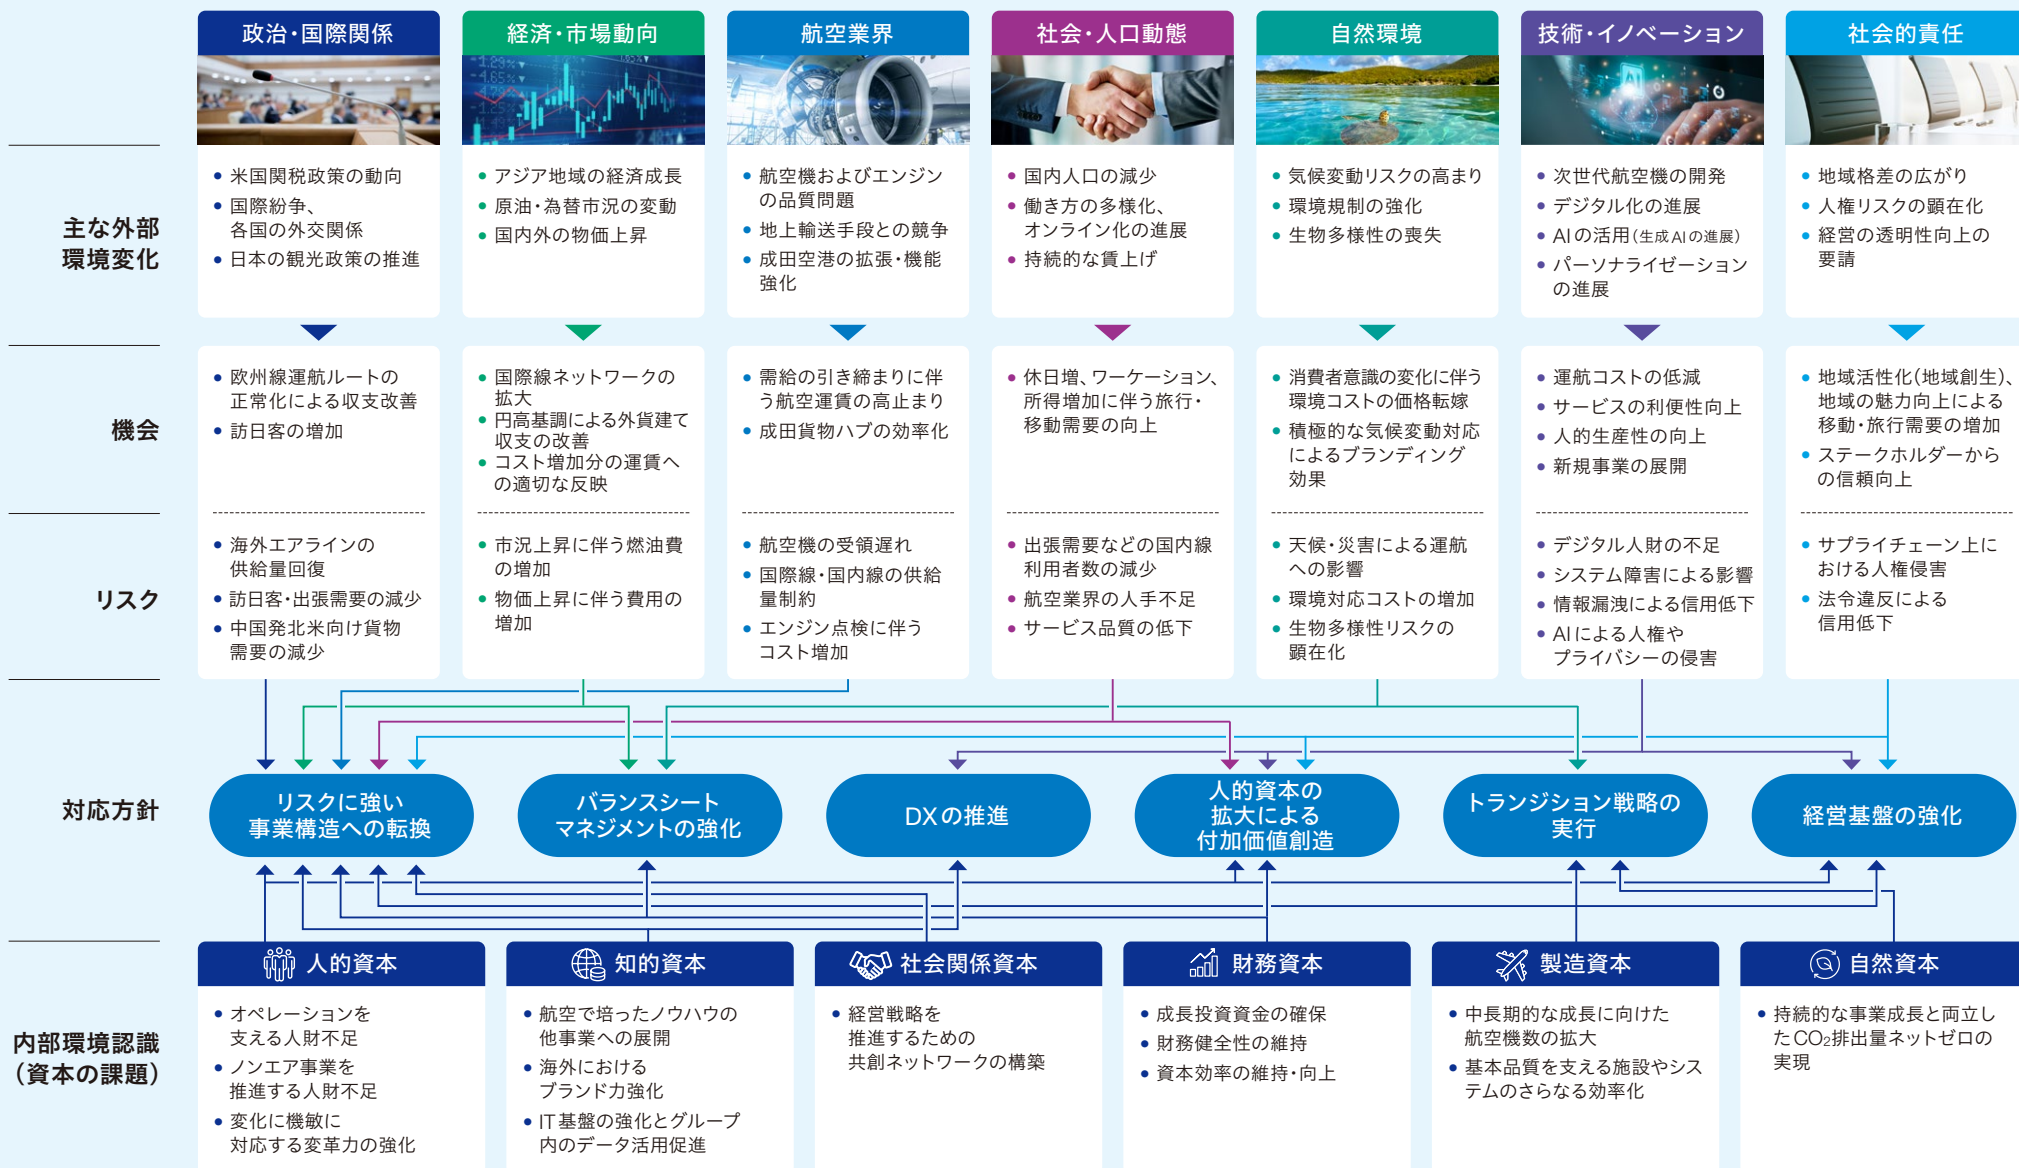 政治・国際関係
経済・市場動向
航空業界
社会・人口動態
自然環境
技術・イノベーション
社会的責任
主な外部
環境変化
• 米国関税政策の動向
• 国際紛争、
各国の外交関係
• 日本の観光政策の推進
• アジア地域の経済成長
• 原油・為替市況の変動
• 国内外の物価上昇
• 航空機およびエンジン
の品質問題
• 地上輸送手段との競争
• 成田空港の拡張・機能
強化
• 国内人口の減少
• 働き方の多様化、
オンライン化の進展
• 持続的な賃上げ
• 気候変動リスクの高まり
• 環境規制の強化
• 生物多様性の喪失
• 次世代航空機の開発
• デジタル化の進展
• AIの活用(生成AIの進展)
• パーソナライゼーション
の進展
• 地域格差の広がり
• 人権リスクの顕在化
• 経営の透明性向上の
要請
機会
• 欧州線運航ルートの
正常化による収支改善
• 訪日客の増加
• 国際線ネットワークの
拡大
• 円高基調による外貨建て
収支の改善
• コスト増加分の運賃へ
の適切な反映
• 需給の引き締まりに伴
う航空運賃の高止まり
• 成田貨物ハブの効率化
• 休日増、ワーケーション、
所得増加に伴う旅行・
移動需要の向上
• 消費者意識の変化に伴う
環境コストの価格転嫁
• 積極的な気候変動対応
によるブランディング
効果
• 運航コストの低減
• サービスの利便性向上
• 人的生産性の向上
• 新規事業の展開
• 地域活性化(地域創生)、
地域の魅力向上による
移動・旅行需要の増加
• ステークホルダーから
の信頼向上
リスク
• 海外エアラインの
供給量回復
• 訪日客・出張需要の減少
• 中国発北米向け貨物
需要の減少
• 市況上昇に伴う燃油費
の増加
• 物価上昇に伴う費用の
増加
• 航空機の受領遅れ
• 国際線・国内線の供給
量制約
• エンジン点検に伴う
コスト増加
• 出張需要などの国内線
利用者数の減少
• 航空業界の人手不足
• サービス品質の低下
• 天候・災害による運航
への影響
• 環境対応コストの増加
• 生物多様性リスクの
顕在化
• デジタル人財の不足
• システム障害による影響
• 情報漏洩による信用低下
• AIによる人権や
プライバシーの侵害
• サプライチェーン上に
おける人権侵害
• 法令違反による
信用低下
対応方針
リスクに強い
事業構造への転換
バランスシート
マネジメントの強化
DXの推進
人的資本の
拡大による
付加価値創造
トランジション戦略の
実行
経営基盤の強化
内部環境認識
(資本の課題)
人的資本
• オペレーションを
支える人財不足
• ノンエア事業を
推進する人財不足
• 変化に機敏に
対応する変革力の強化
知的資本
• 航空で培ったノウハウの
他事業への展開
• 海外における
ブランド力強化
• IT基盤の強化とグループ
内のデータ活用促進
社会関係資本
• 経営戦略を
推進するための
共創ネットワークの構築
財務資本
• 成長投資資金の確保
• 財務健全性の維持
• 資本効率の維持・向上
製造資本
• 中長期的な成長に向けた
航空機数の拡大
• 基本品質を支える施設やシス
テムのさらなる効率化
自然資本
• 持続的な事業成長と両立し
たCO₂排出量ネットゼロの
実現